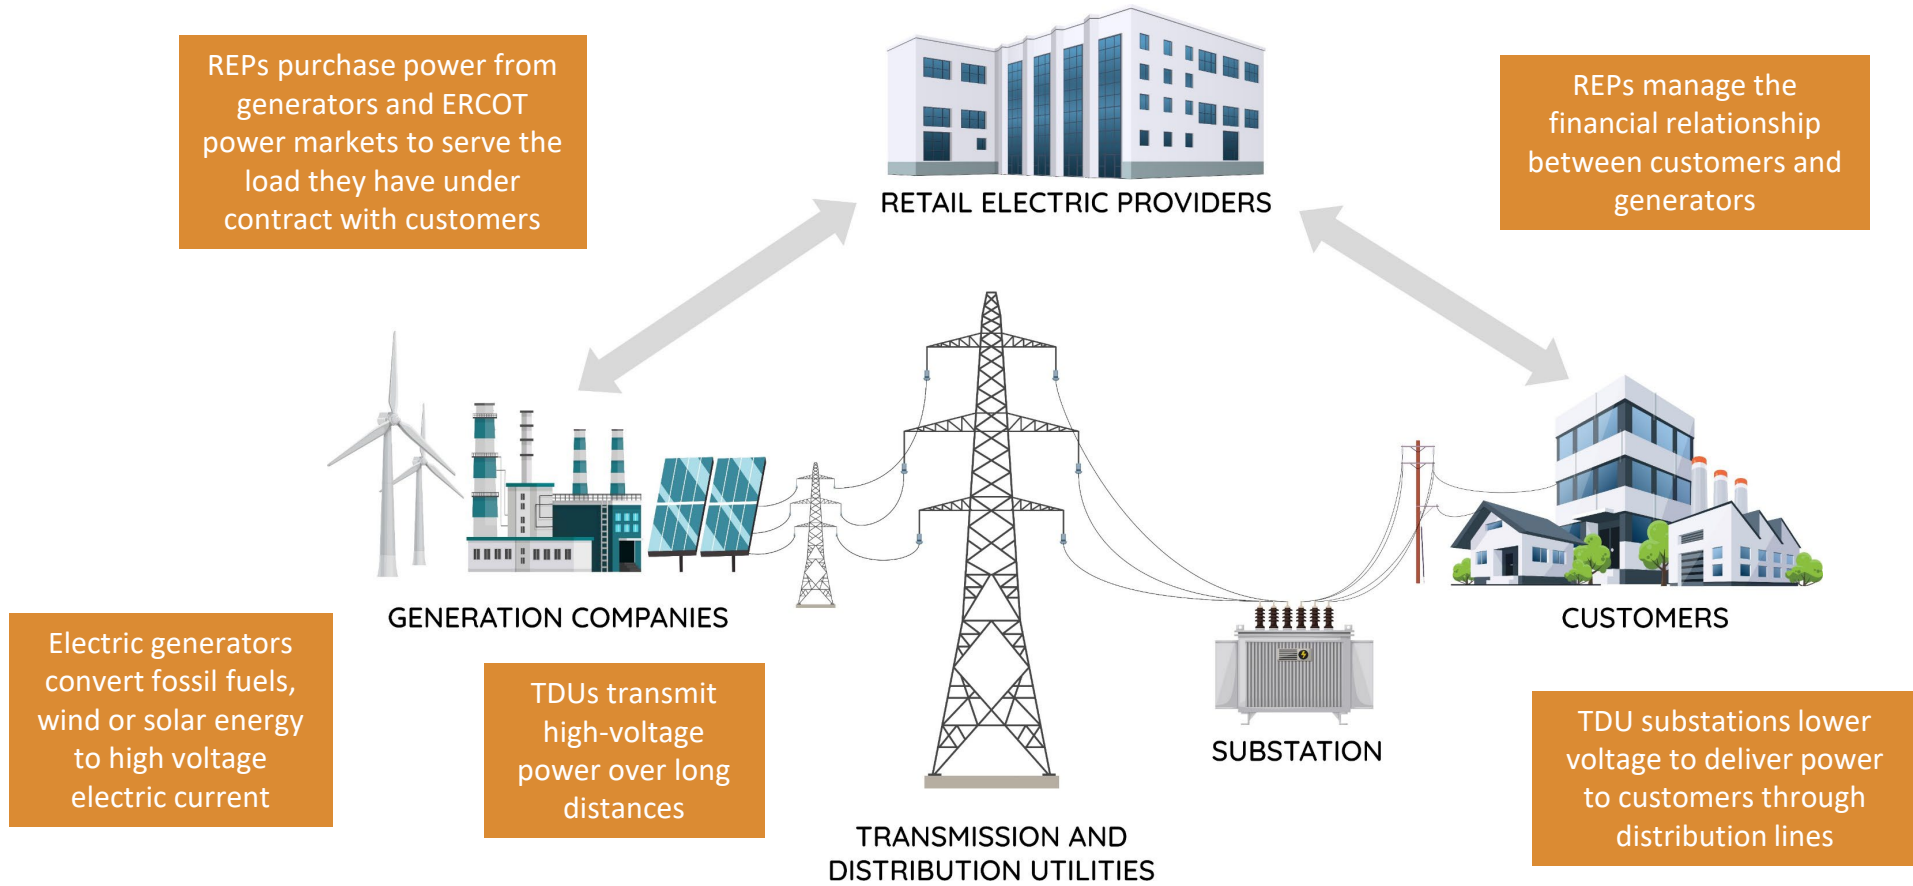 REPs purchase power from
generators and ERCOT
power markets to serve the
load they have under
contract with customers
RETAIL ELECTRIC PROVIDERS
REPs manage the
financial relationship
between customers and
generators
GENERATION COMPANIES
CUSTOMERS
Electric generators
convert fossil fuels,
wind or solar energy
to high voltage
electric current
TDUs transmit
high-voltage
power over long
distances
TRANSMISSION AND
DISTRIBUTION UTILITIES
SUBSTATION
TDU substations lower
voltage to deliver power
to customers through
distribution lines